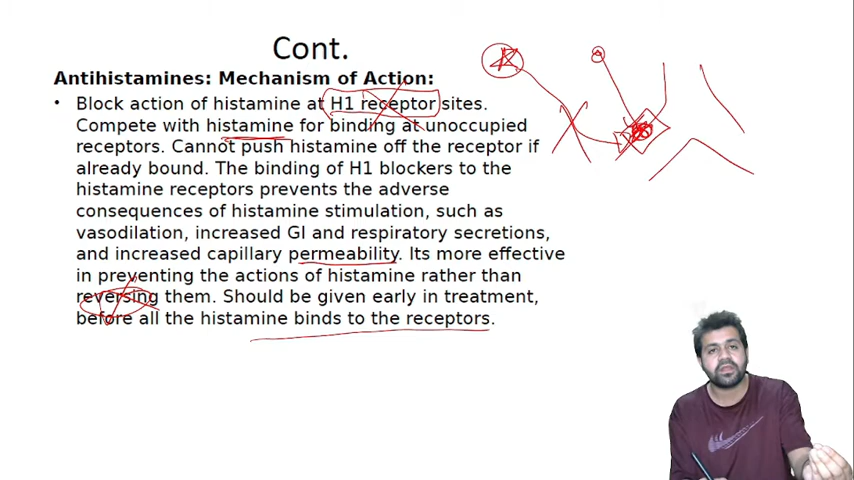 Cont.
Antihistamines: Mechanism of Action:
• Block action of histamine at H1 receptor sites.
Compete with histamine for binding at unoccupied
receptors. Cannot push histamine off the receptor if
already bound. The binding of H1 blockers to the
histamine receptors prevents the adverse
consequences of histamine stimulation, such as
vasodilation, increased GI and respiratory secretions,
and increased capillary permeability. Its more effective
in preventing the actions of histamine rather than
reversing them. Should be given early in treatment,
before all the histamine binds to the receptors.